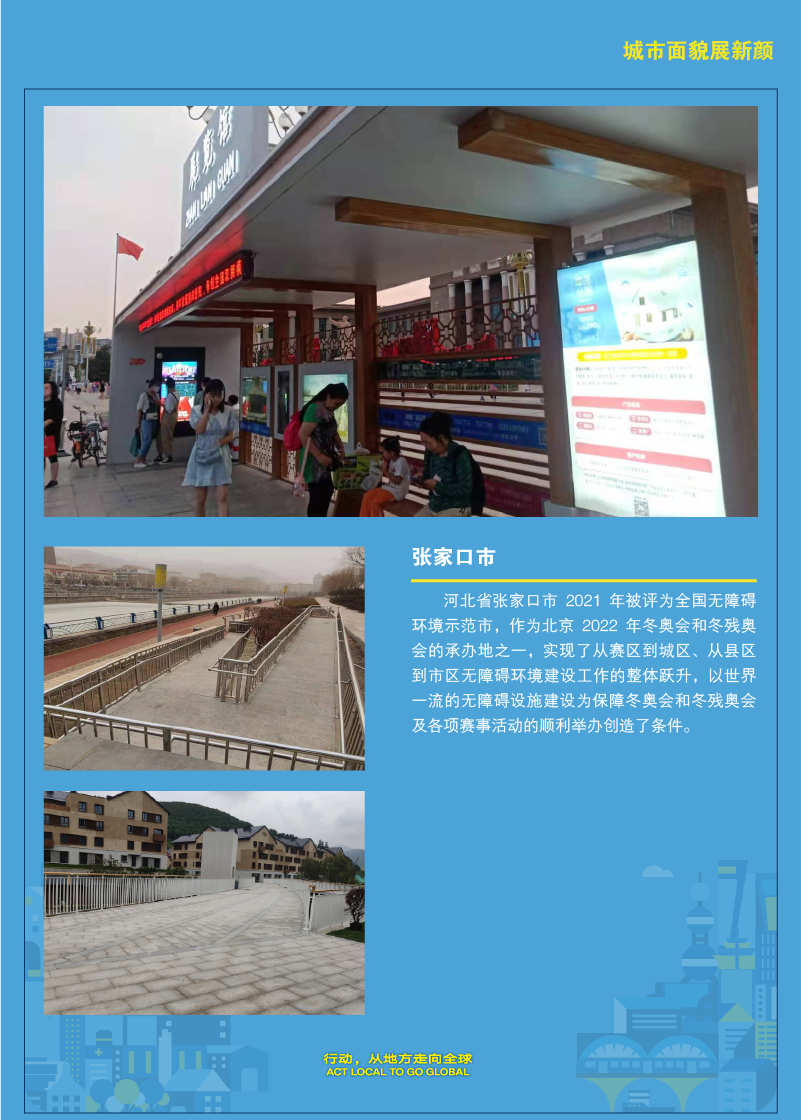 城市面貌展新颜
展览馆
ZHAN LAN GUAN
张家口市
河北省张家口市 2021 年被评为全国无障碍
环境示范市，作为北京 2022 年冬奥会和冬残奥
会的承办地之一，实现了从赛区到城区、从县区
到市区无障碍环境建设工作的整体跃升，以世界
一流的无障碍设施建设为保障冬奥会和冬残奥会
及各项赛事活动的顺利举办创造了条件。
行动，从地方走向全球
ACT LOCAL TO GO GLOBAL